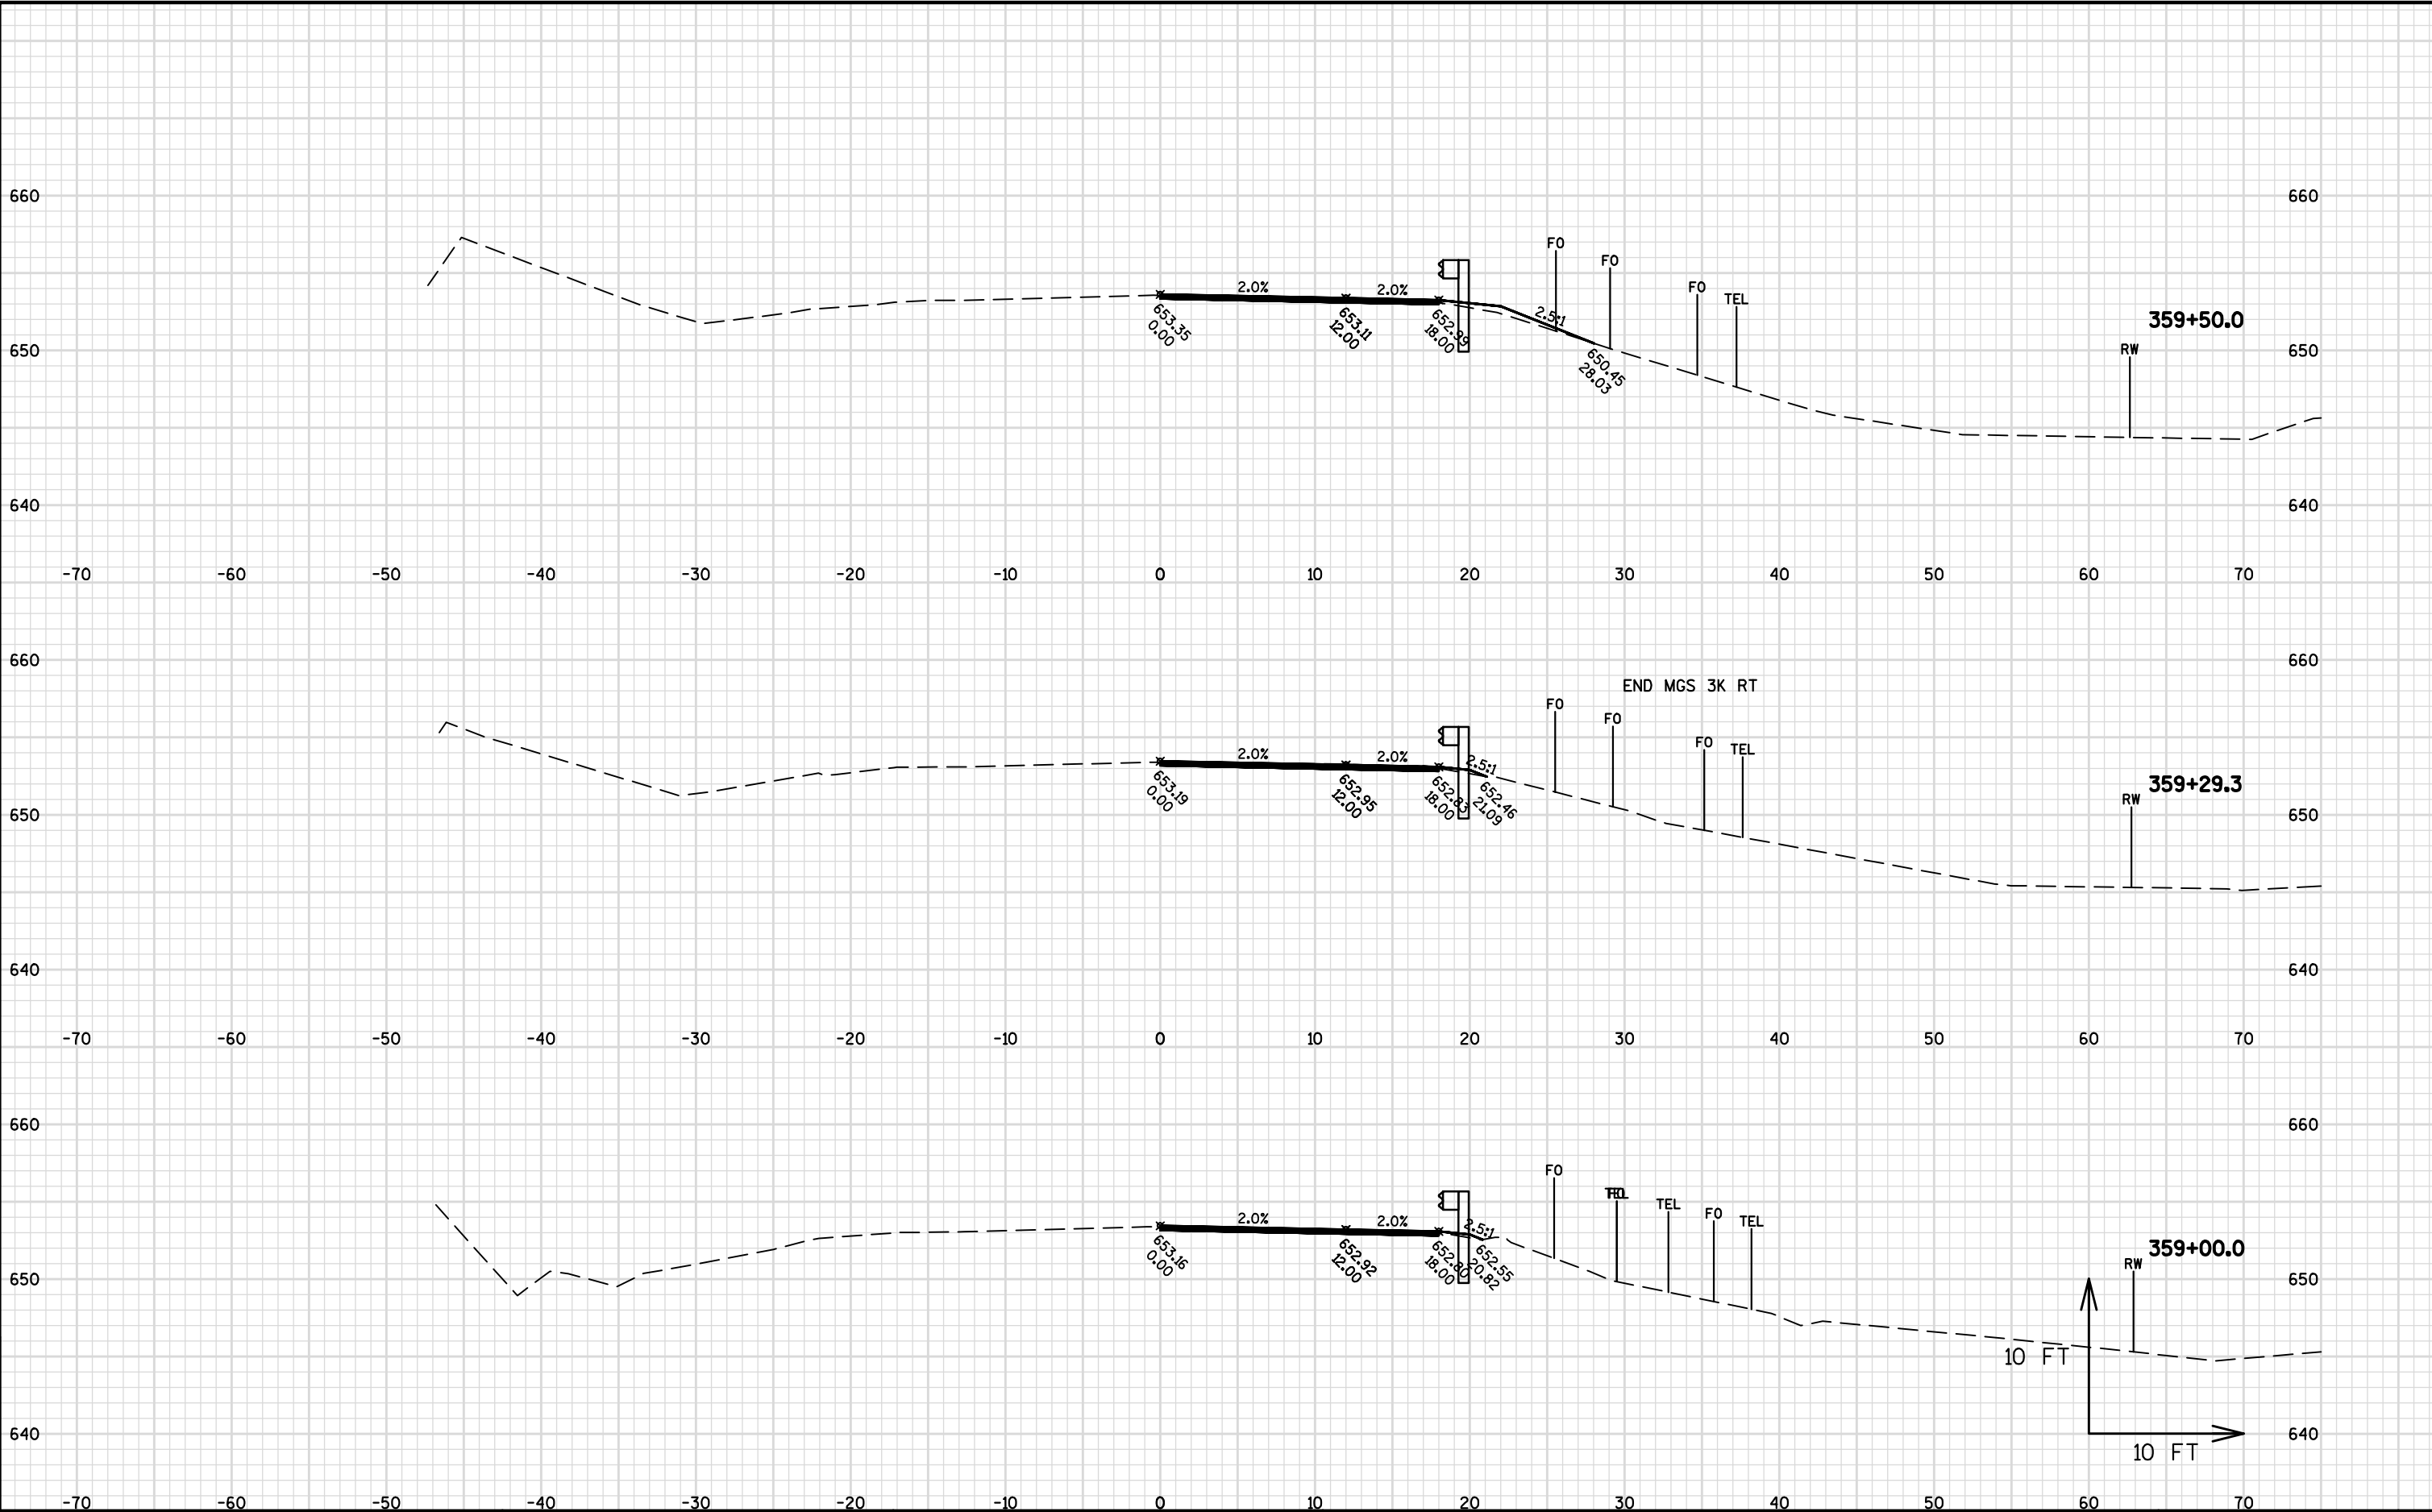 660 660
FO
FO
FO
TEL
2.0% 2.0%
2.5:1
359+50.0
653.35
0.00
653.11
12.00
652.99
18.00
650.45
28.03
650 RW 650
640 640
-70 -60 -50 -40 -30 -20 -10 0 10 20 30 40 50 60 70
660 660
END MGS 3K RT
FO
FO
FO
TEL
2.0% 2.0%
2.5:1
359+29.3
653.19
0.00
652.95
12.00
652.83
18.00
652.46
21.09
RW
650 650
640 640
-70 -60 -50 -40 -30 -20 -10 0 10 20 30 40 50 60 70
660 660
FO
TEL
FO
TEL
FO
TEL
2.0% 2.0%
2.5:1
359+00.0
653.16
0.00
652.92
12.00
652.80
18.00
652.55
20.82
RW
650 650
10 FT
640 640
10 FT
-70 -60 -50 -40 -30 -20 -10 0 10 20 30 40 50 60 70